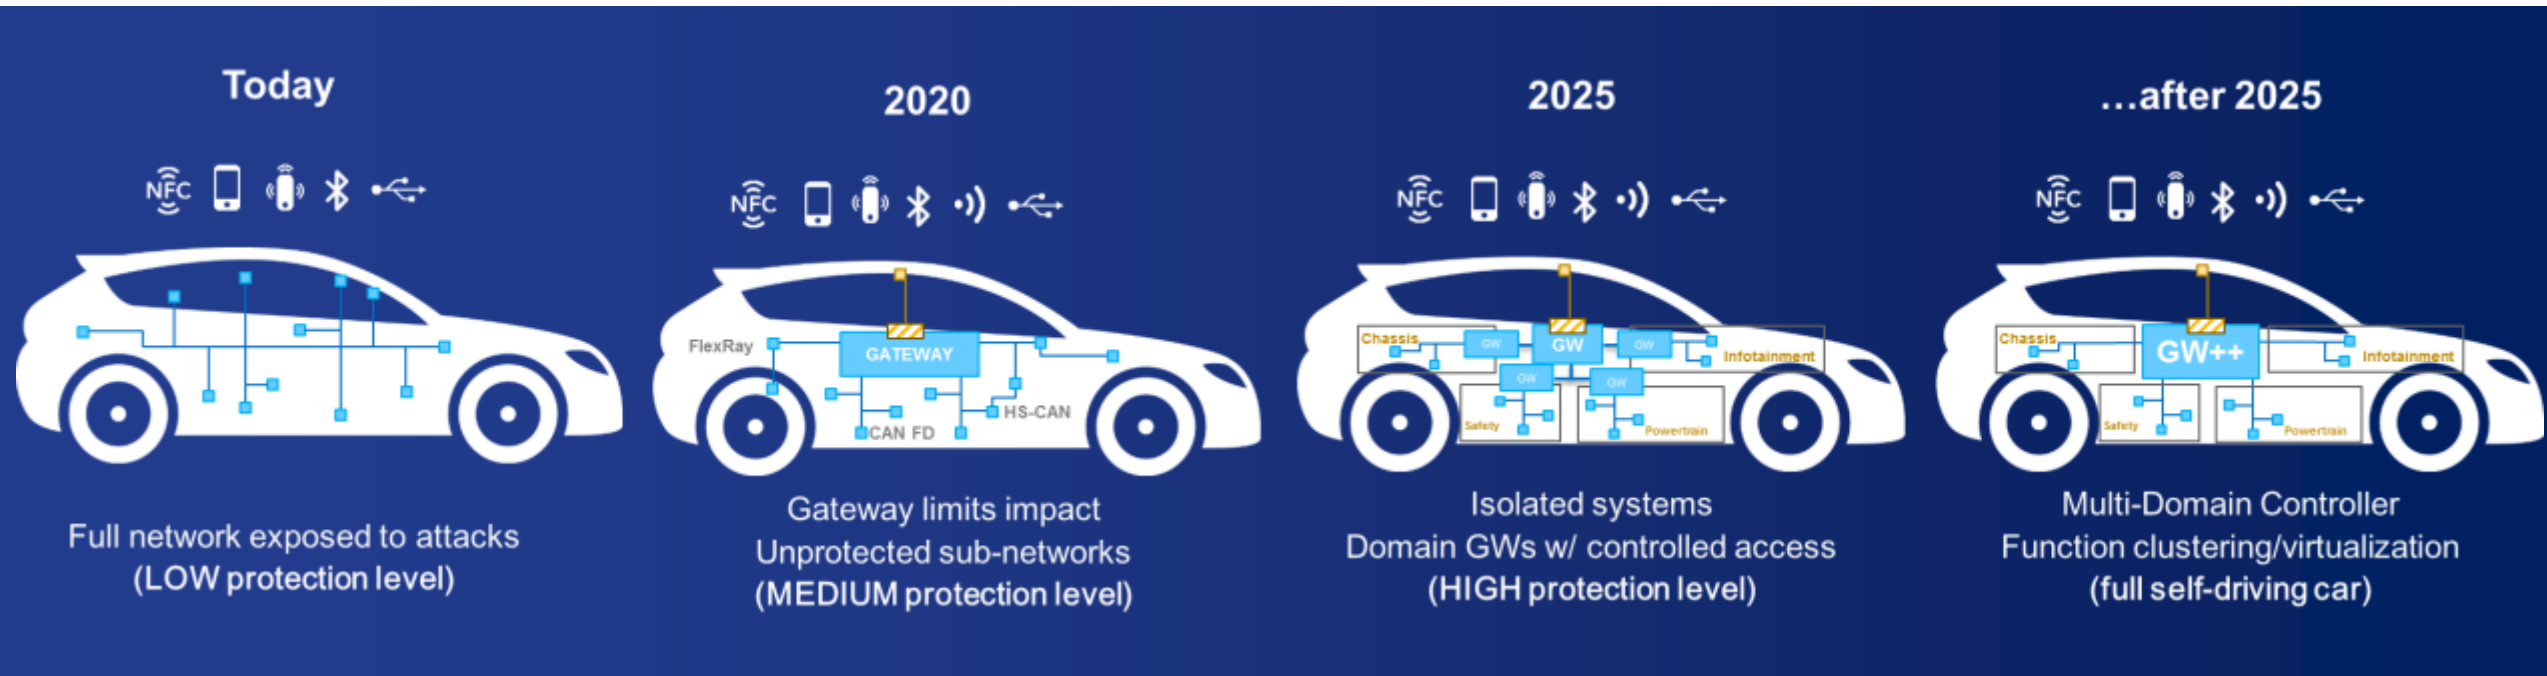 Today
NFC
Full network exposed to attacks
(LOW protection level)
2020
NFC
FlexRay
GATEWAY
HS-CAN
CAN FD
Gateway limits impact
Unprotected sub-networks
(MEDIUM protection level)
2025
NFC
Chassis
GW
GW
GW
Infotainment
GW
GW
Safety
Powertrain
Isolated systems
Domain GWs w/ controlled access
(HIGH protection level)
...after 2025
NFC
Chassis
GW++
Infotainment
Safety
Powertrain
Multi-Domain Controller
Function clustering/virtualization
(full self-driving car)